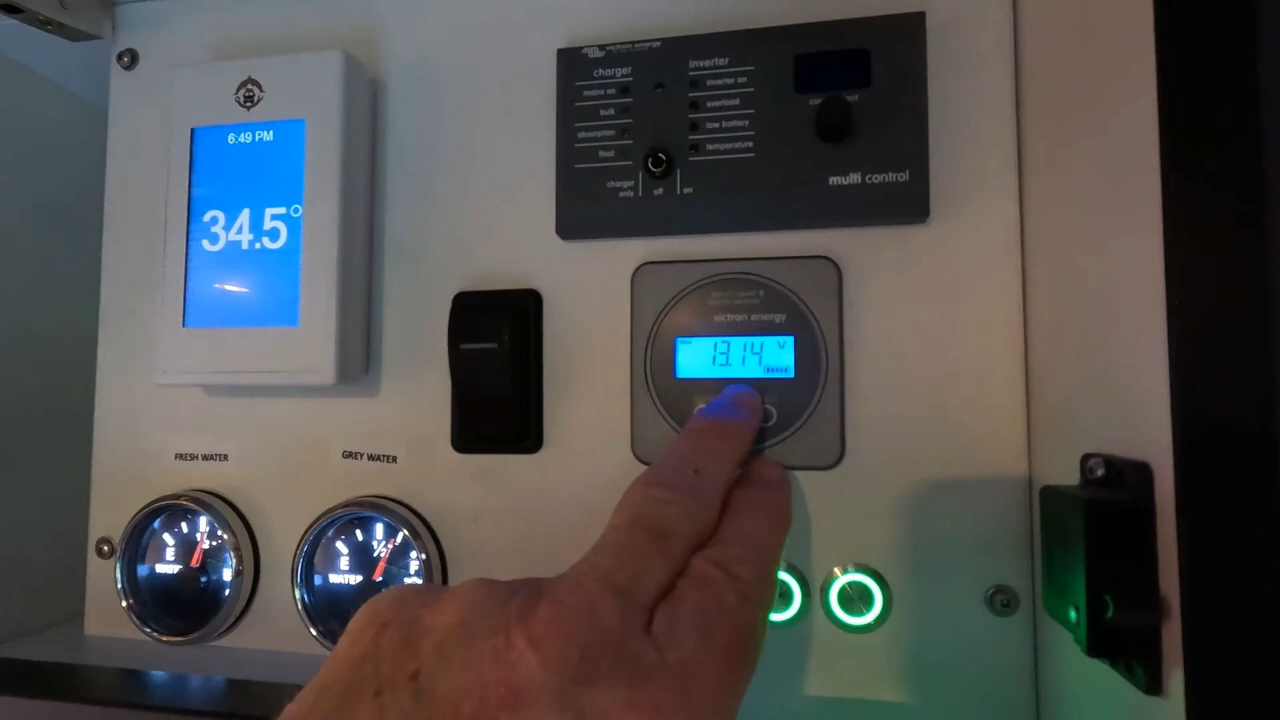 6:49 PM
34.5°
victron energy
charger
mains on
bulk
absorption
float
charger
only
off
on
inverter
inverter on
overload
low battery
temperature
multi control
victron energy
13.14 V
FRESH WATER
GREY WATER
E
E
1/2
F
WATER